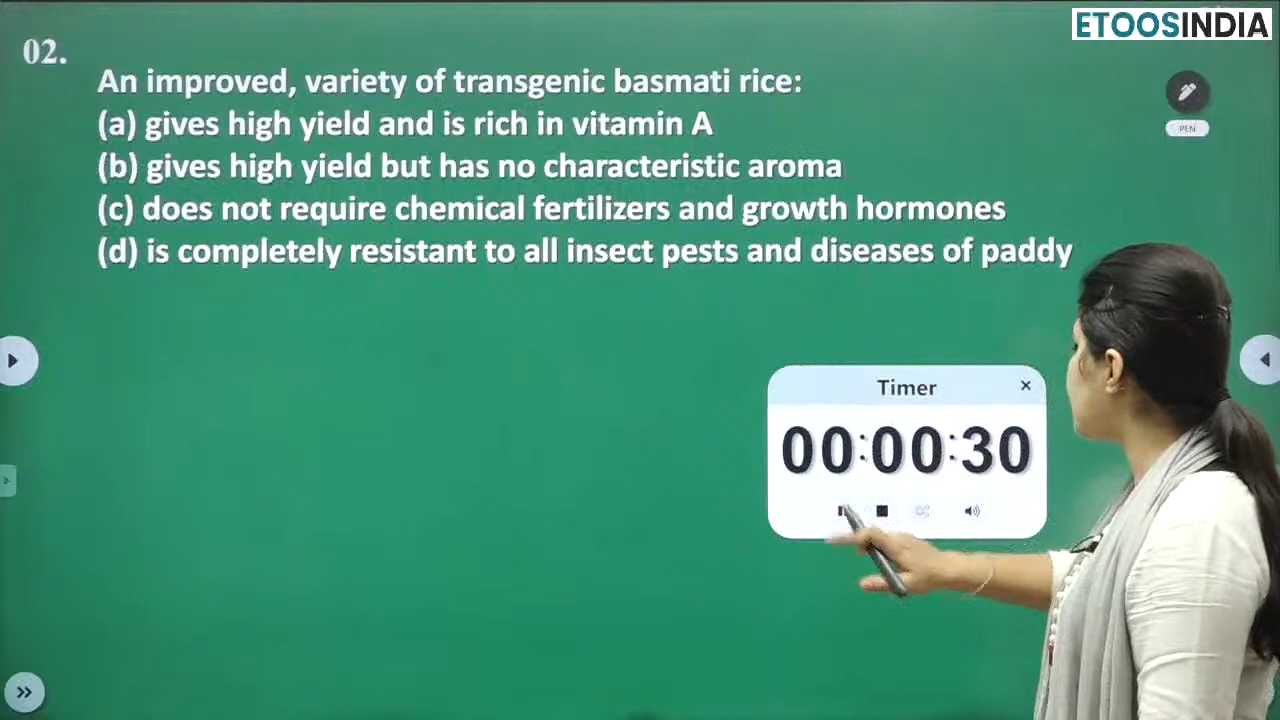 ETOOSINDIA
02.
An improved, variety of transgenic basmati rice:
(a) gives high yield and is rich in vitamin A
(b) gives high yield but has no characteristic aroma
(c) does not require chemical fertilizers and growth hormones
(d) is completely resistant to all insect pests and diseases of paddy
PEN
Timer
00:00:30